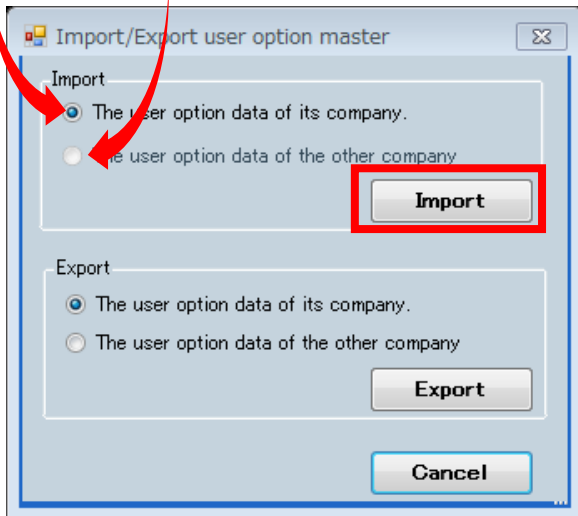 Import/Export user option master
Import
The user option data of its company.
The user option data of the other company
Import
Export
The user option data of its company.
The user option data of the other company
Export
Cancel